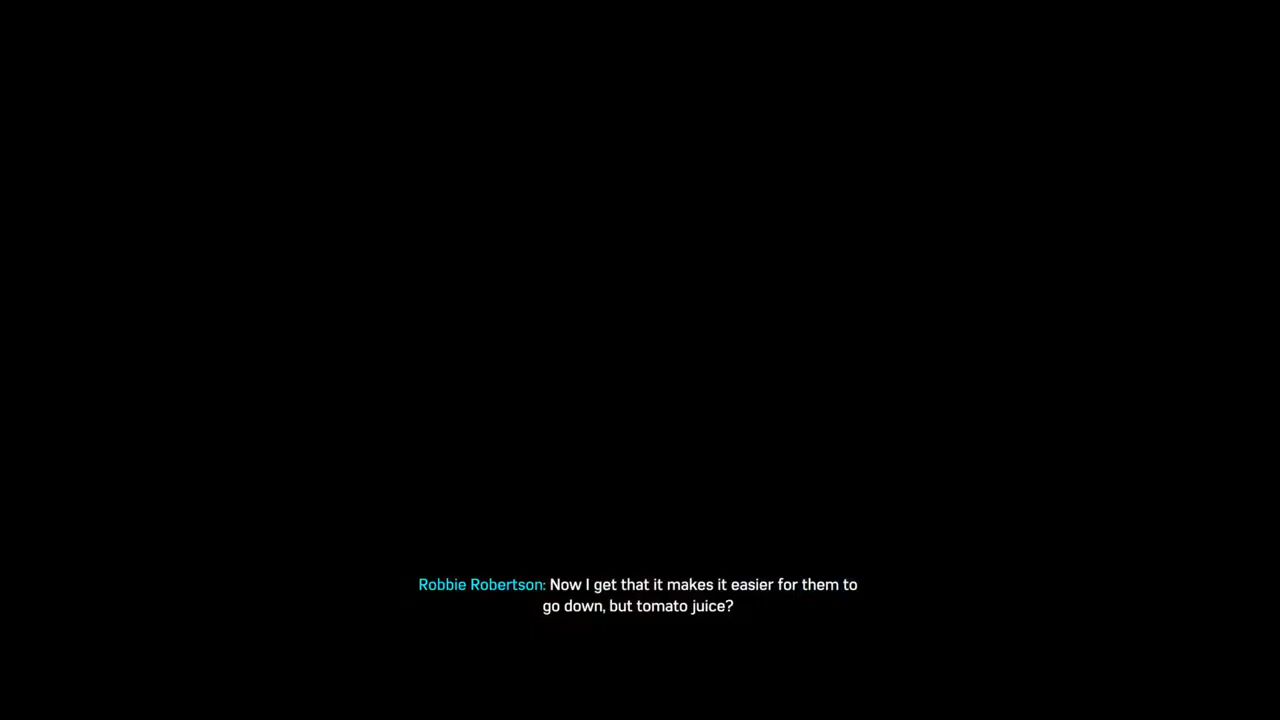 Robbie Robertson: Now I get that it makes it easier for them to
go down, but tomato juice?